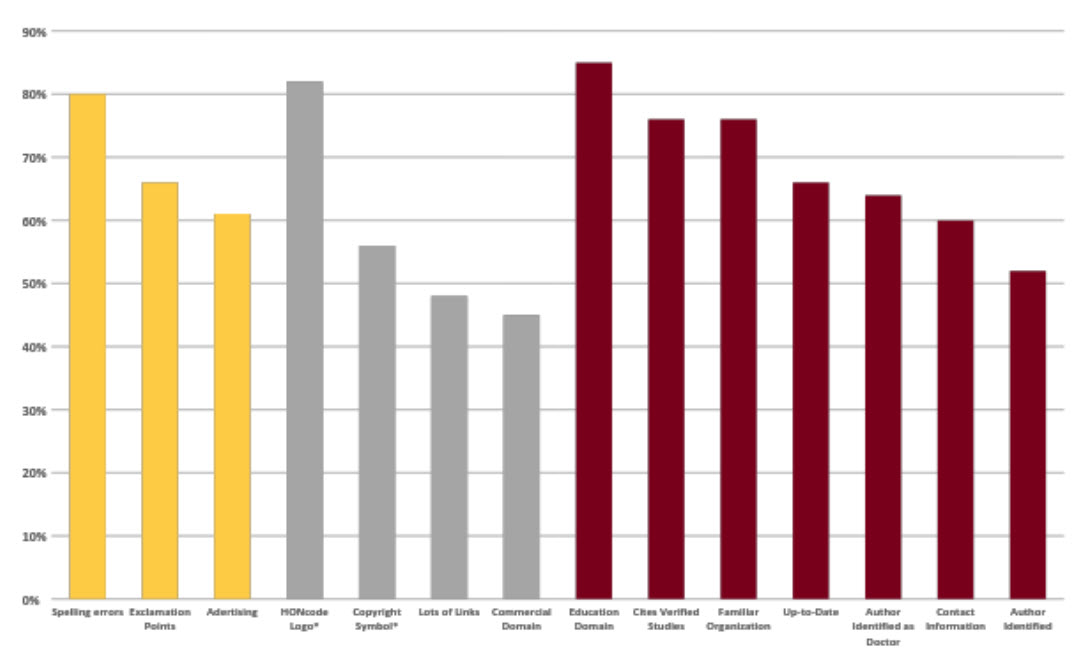 90%
80%
70%
60%
50%
40%
30%
20%
10%
0%
Spelling errors
Exclamation
Points
Adertising
HONcode
Logo*
Copyright
Symbol*
Lots of Links
Commercial
Domain
Education
Domain
Cites Verified
Studies
Familiar
Organization
Up-to-Date
Author
Identified as
Doctor
Contact
Information
Author
Identified